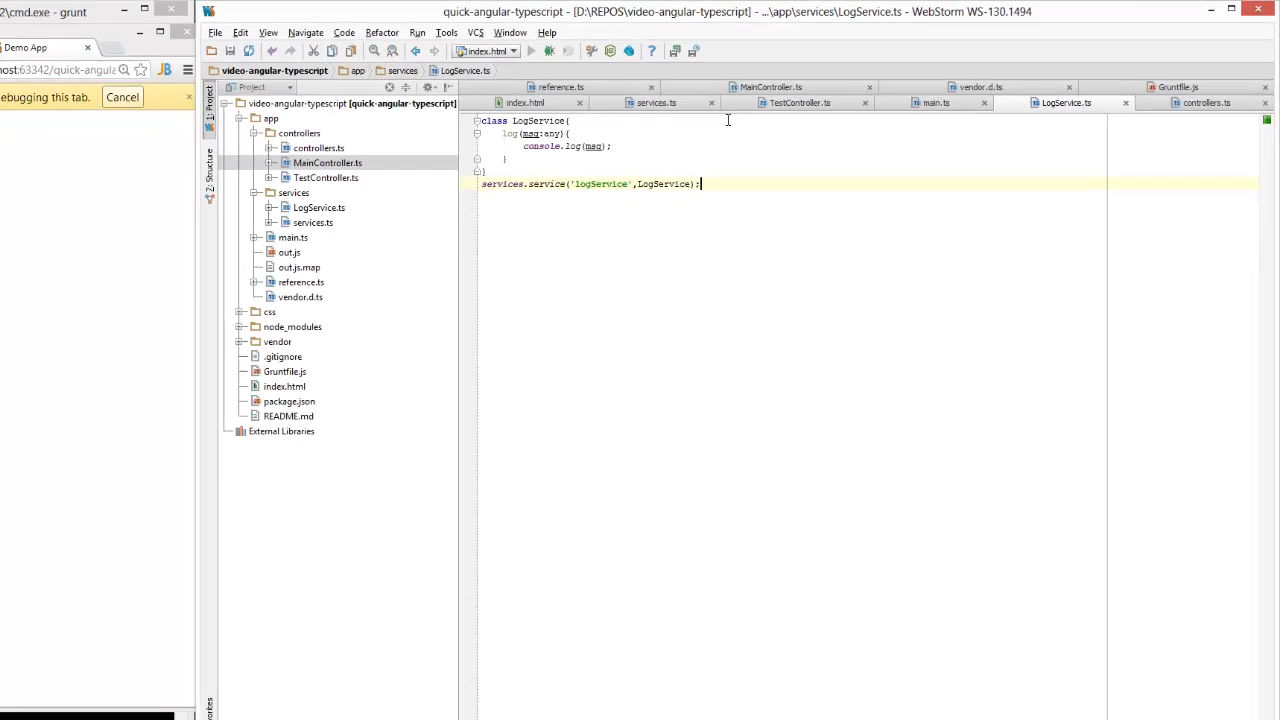 2\cmd.exe - grunt
Demo App
ost:63342/quick-angula
ebugging this tab.
Cancel
quick-angular-typescript - [D:\REPOS\video-angular-typescript] - ...\app\services\LogService.ts - WebStorm WS-130.1494
File Edit View Navigate Code Refactor Run Tools VCS Window Help
index.html
video-angular-typescript app services LogService.ts
1: Project
Z: Structure
avorites
Project
video-angular-typescript [quick-angular-typescript]
app
controllers
controllers.ts
MainController.ts
TestController.ts
services
LogService.ts
services.ts
main.ts
out.js
out.js.map
reference.ts
vendor.d.ts
css
node_modules
vendor
.gitignore
Gruntfile.js
index.html
package.json
README.md
External Libraries
reference.ts MainController.ts vendor.d.ts Gruntfile.js
index.html services.ts TestController.ts main.ts LogService.ts controllers.ts
class LogService{
log(msg:any){
console.log(msg);
}
}
services.service('logService',LogService);